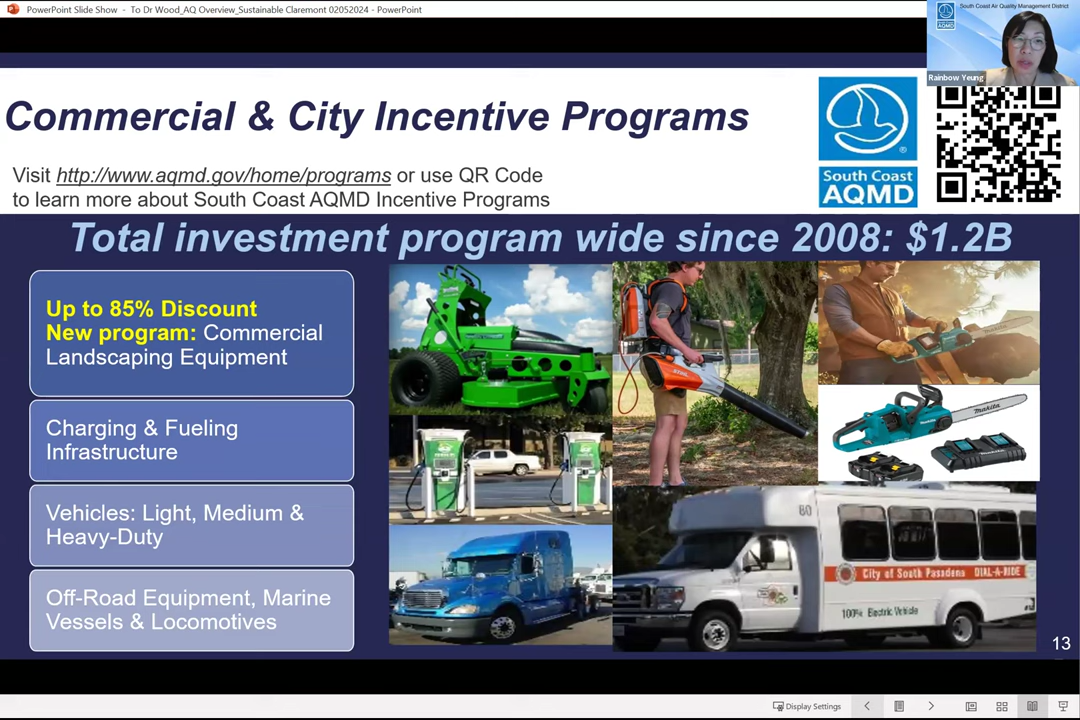 PowerPoint Slide Show - To Dr Wood_AQ Overview_Sustainable Claremont 02052024 - PowerPoint
South Coast Air Quality Management District
AQMD
Rainbow Yeung
Commercial & City Incentive Programs
Visit http://www.aqmd.gov/home/programs or use QR Code
to learn more about South Coast AQMD Incentive Programs
®
South Coast
AQMD
Total investment program wide since 2008: $1.2B
Up to 85% Discount
New program: Commercial
Landscaping Equipment
Charging & Fueling
Infrastructure
Vehicles: Light, Medium &
Heavy-Duty
Off-Road Equipment, Marine
Vessels & Locomotives
STIHL
makita
80
City of South Pasadena DIAL-A-RIDE
100% Electric Vehicle
13
Display Settings